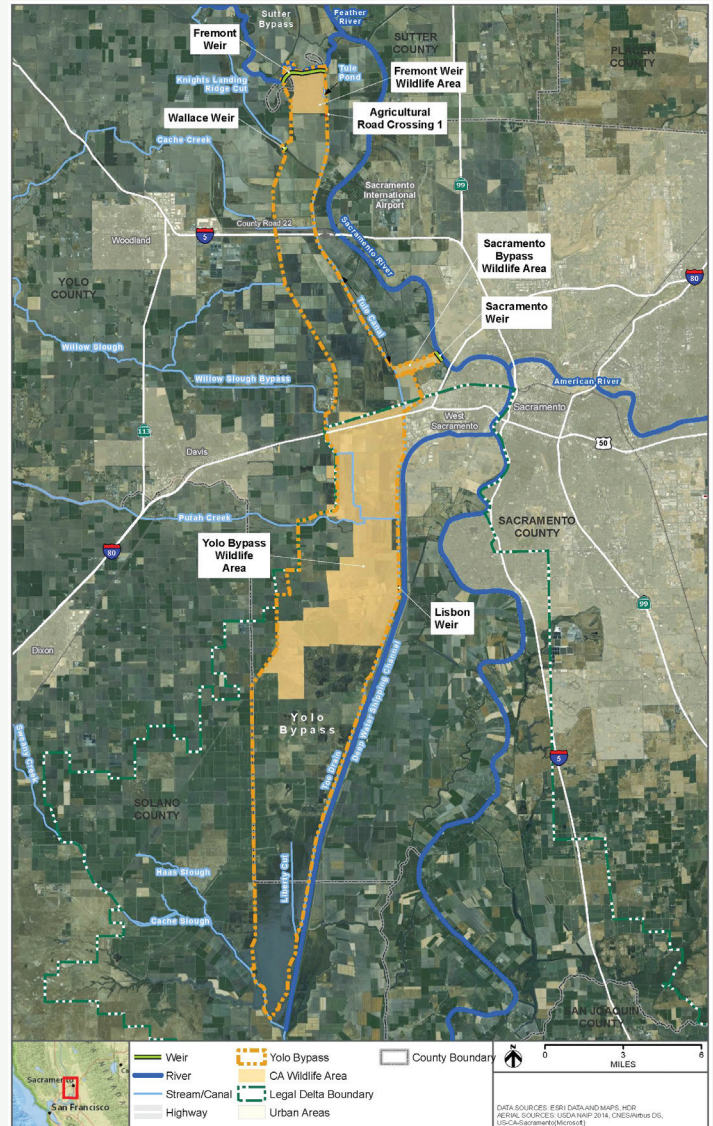 Sutter
Bypass
Feather
River
Fremont
Weir
SUTTER
COUNTY
PLACER
COUNTY
Knights Landing
Ridge Cut
Tule
Pond
Fremont Weir
Wildlife Area
Wallace Weir
Agricultural
Road Crossing 1
Cache Creek
Sacramento
International
Airport
99
County Road 22
Woodland
5
Sacramento River
Sacramento
Bypass
Wildlife Area
80
YOLO
COUNTY
Tule Canal
Sacramento
Weir
Willow Slough
Willow Slough Bypass
American River
West
Sacramento
Sacramento
113
Davis
50
Putah Creek
SACRAMENTO
COUNTY
80
Yolo Bypass
Wildlife
Area
99
Lisbon
Weir
Dixon
Yolo
Bypass
Toe Drain
Deep Water Shipping Channel
5
Sweany Creek
SOLANO
COUNTY
Haas Slough
Liberty Cut
Cache Slough
SAN JOAQUIN
COUNTY
Sacramento
San Francisco
Weir
River
Stream/Canal
Highway
Yolo Bypass
CA Wildlife Area
Legal Delta Boundary
Urban Areas
County Boundary
N
0 3 6
MILES
DATA SOURCES: ESRI DATA AND MAPS, HDR
AERIAL SOURCES: USDA NAIP 2014, CNES/Airbus DS,
US-CA-Sacramento(Microsoft)